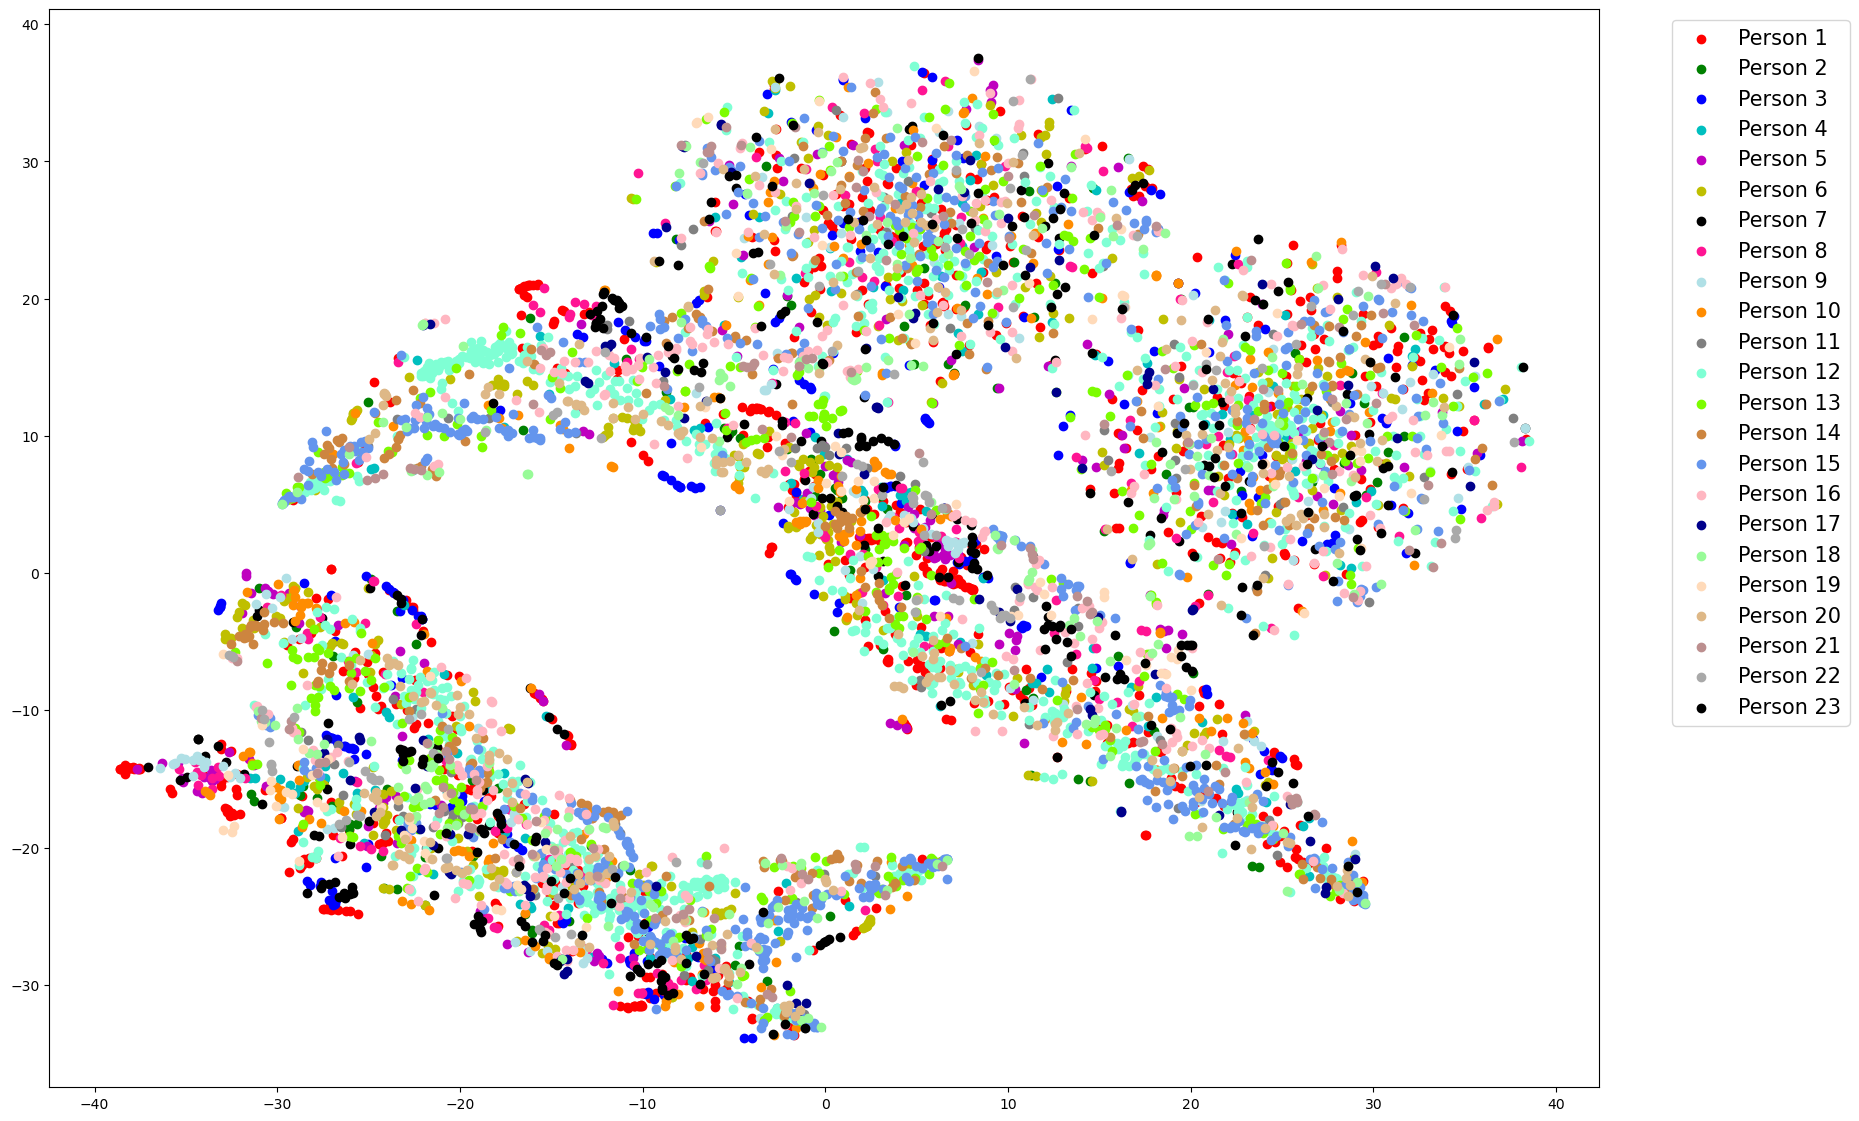 40
30
20
10
0
−10
−20
−30
−40
−30
−20
−10
0
10
20
30
40
Person 1
Person 2
Person 3
Person 4
Person 5
Person 6
Person 7
Person 8
Person 9
Person 10
Person 11
Person 12
Person 13
Person 14
Person 15
Person 16
Person 17
Person 18
Person 19
Person 20
Person 21
Person 22
Person 23